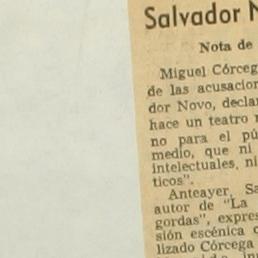 Salvador N
Nota de
Miguel Córceg
de las acusacion
dor Novo, declar
hace un teatro n
no para el pú
medio, que ni
intelectuales, ni
ticos".
Anteayer, Sa
autor de "La
gordas", expres
sión escénica d
lizado Córcega